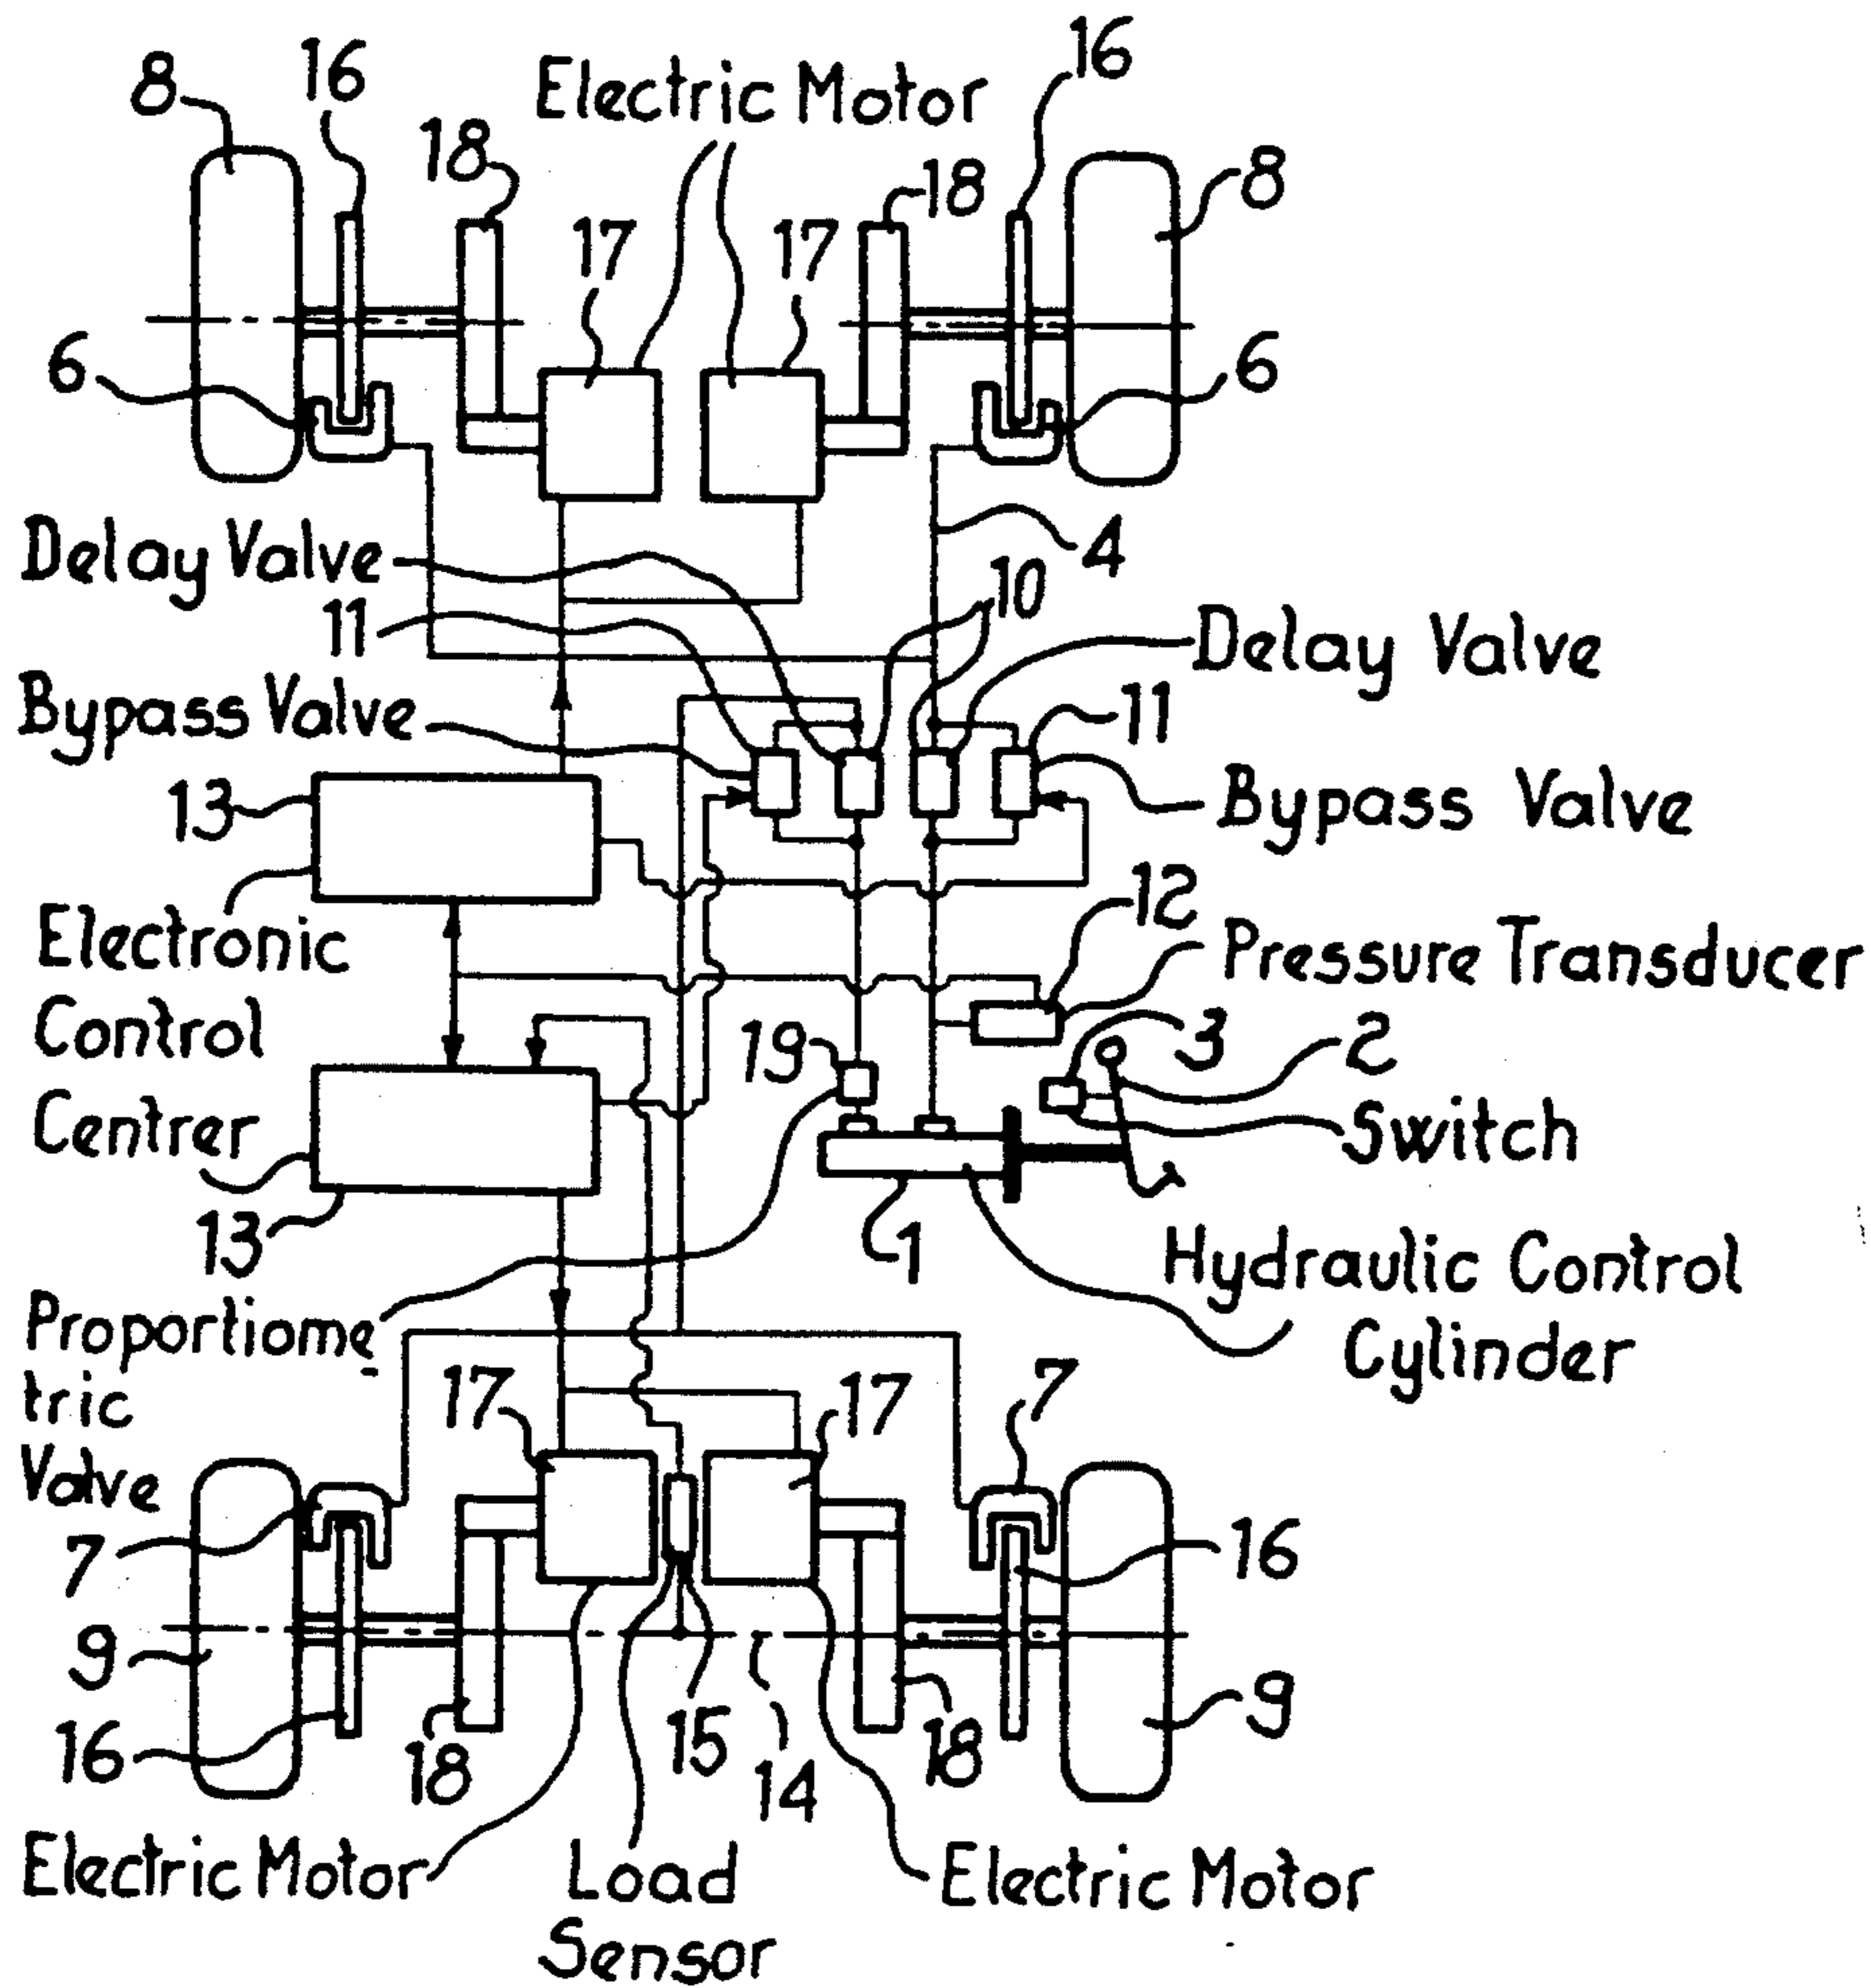 8
16
Electric Motor
16
18
18
8
17
17
6
6
Delay Valve
4
10
11
Delay Valve
Bypass Valve
11
13
Bypass Valve
12
Electronic
Control
Centrer
Pressure Transducer
19
3
2
Switch
13
1
Hydraulic Control
Cylinder
Proportiome
tric
Valve
17
17
7
7
16
9
9
16
18
15
14
18
Electric Motor
Load
Sensor
Electric Motor